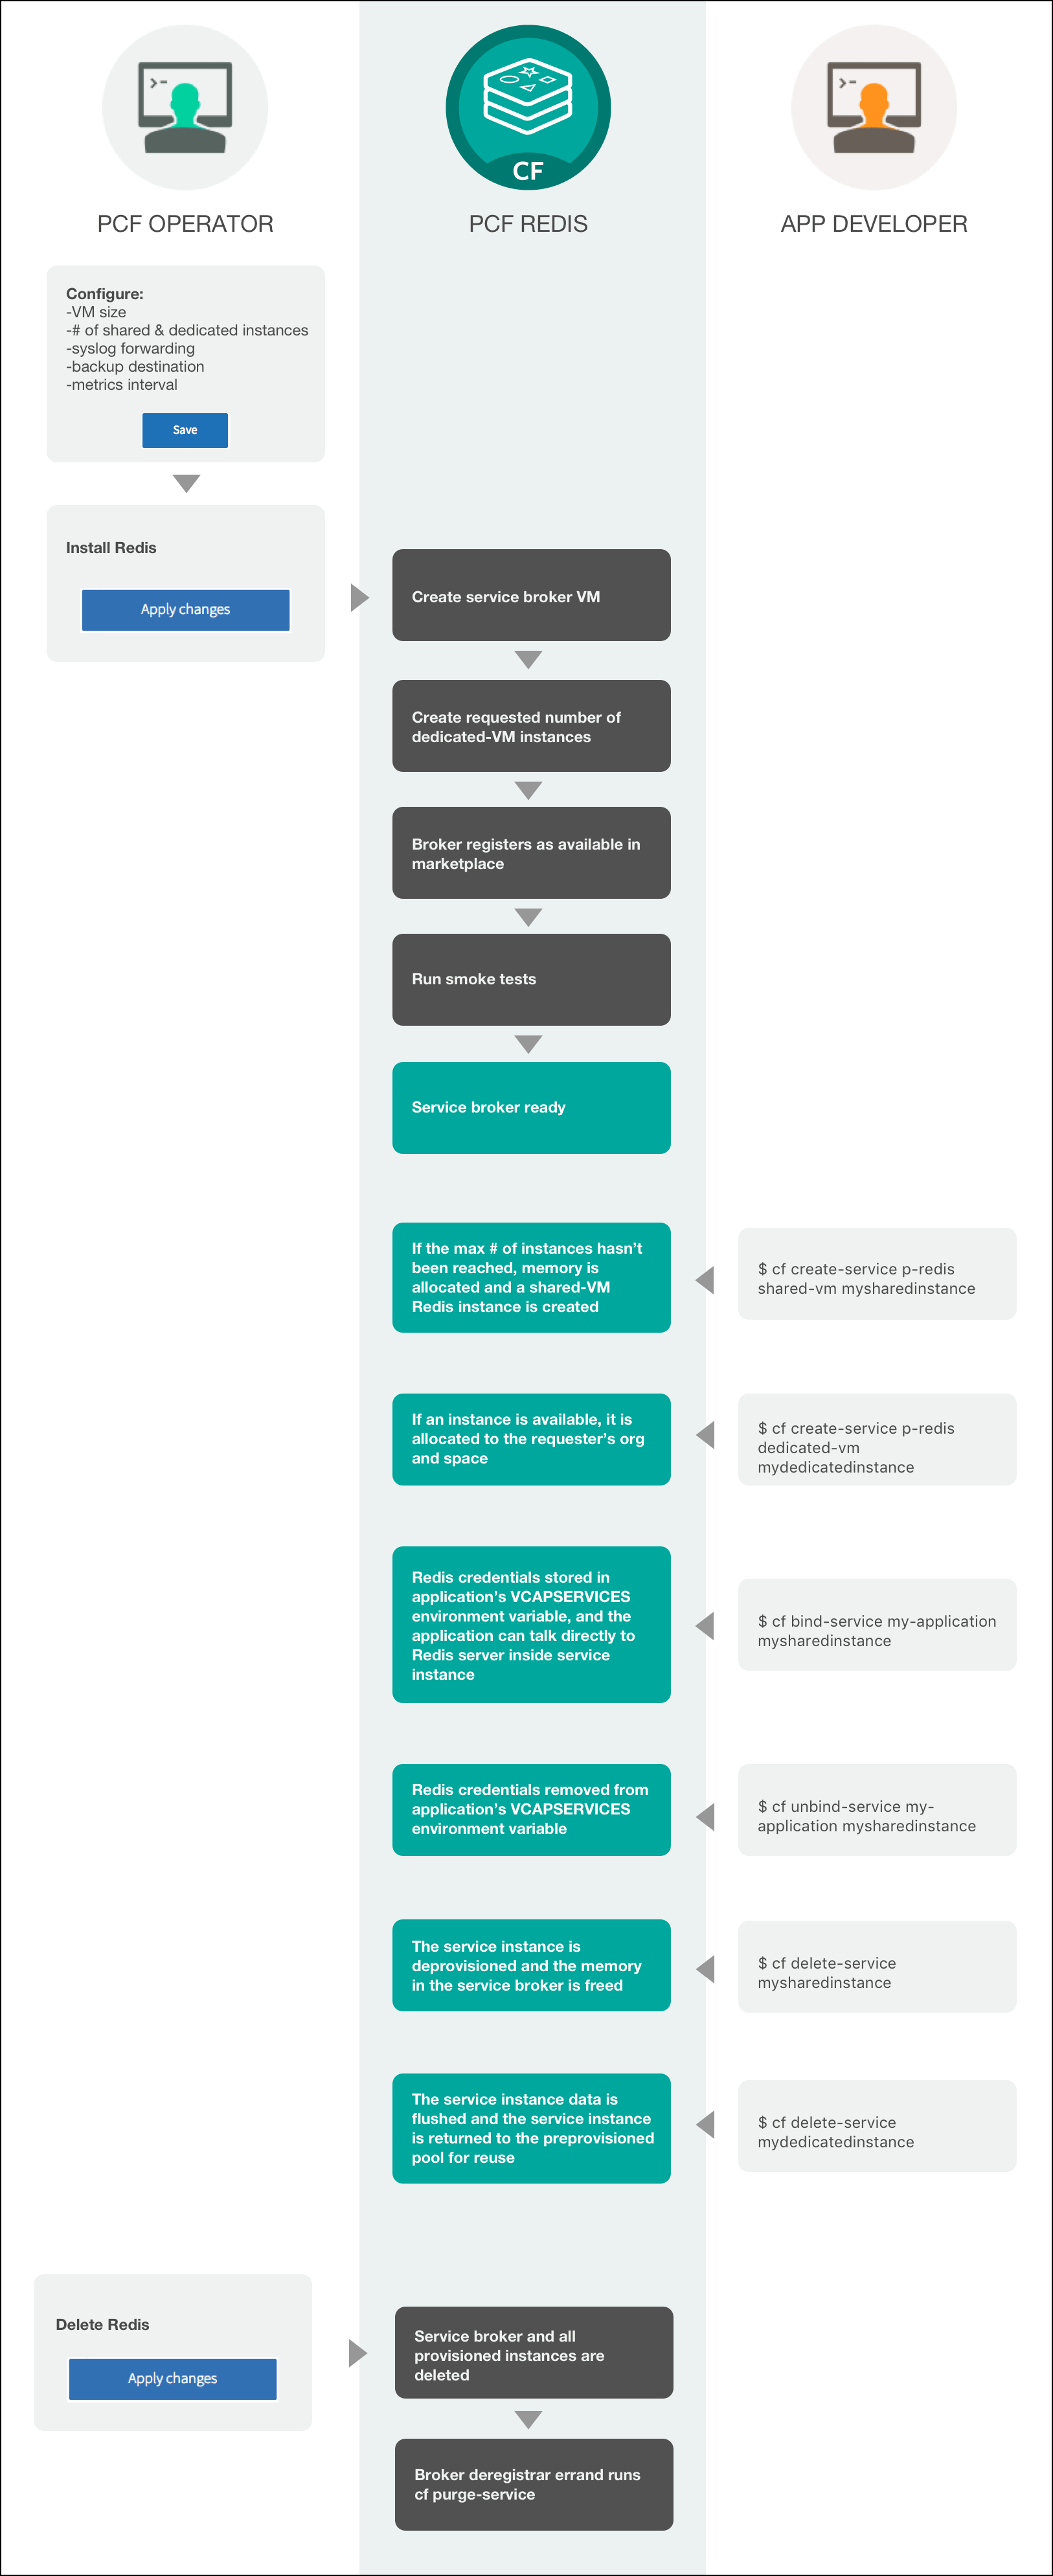 CF
PCF OPERATOR
PCF REDIS
APP DEVELOPER
Configure:
-VM size
-# of shared & dedicated instances
-syslog forwarding
-backup destination
-metrics interval
Save
Install Redis
Apply changes
Create service broker VM
Create requested number of
dedicated-VM instances
Broker registers as available in
marketplace
Run smoke tests
Service broker ready
If the max # of instances hasn’t
been reached, memory is
allocated and a shared-VM
Redis instance is created
$ cf create-service p-redis
shared-vm mysharedinstance
If an instance is available, it is
allocated to the requester’s org
and space
$ cf create-service p-redis
dedicated-vm
mydedicatedinstance
Redis credentials stored in
application’s VCAPSERVICES
environment variable, and the
application can talk directly to
Redis server inside service
instance
$ cf bind-service my-application
mysharedinstance
Redis credentials removed from
application’s VCAPSERVICES
environment variable
$ cf unbind-service my-
application mysharedinstance
The service instance is
deprovisioned and the memory
in the service broker is freed
$ cf delete-service
mysharedinstance
The service instance data is
flushed and the service instance
is returned to the preprovisioned
pool for reuse
$ cf delete-service
mydedicatedinstance
Delete Redis
Apply changes
Service broker and all
provisioned instances are
deleted
Broker deregistrar errand runs
cf purge-service